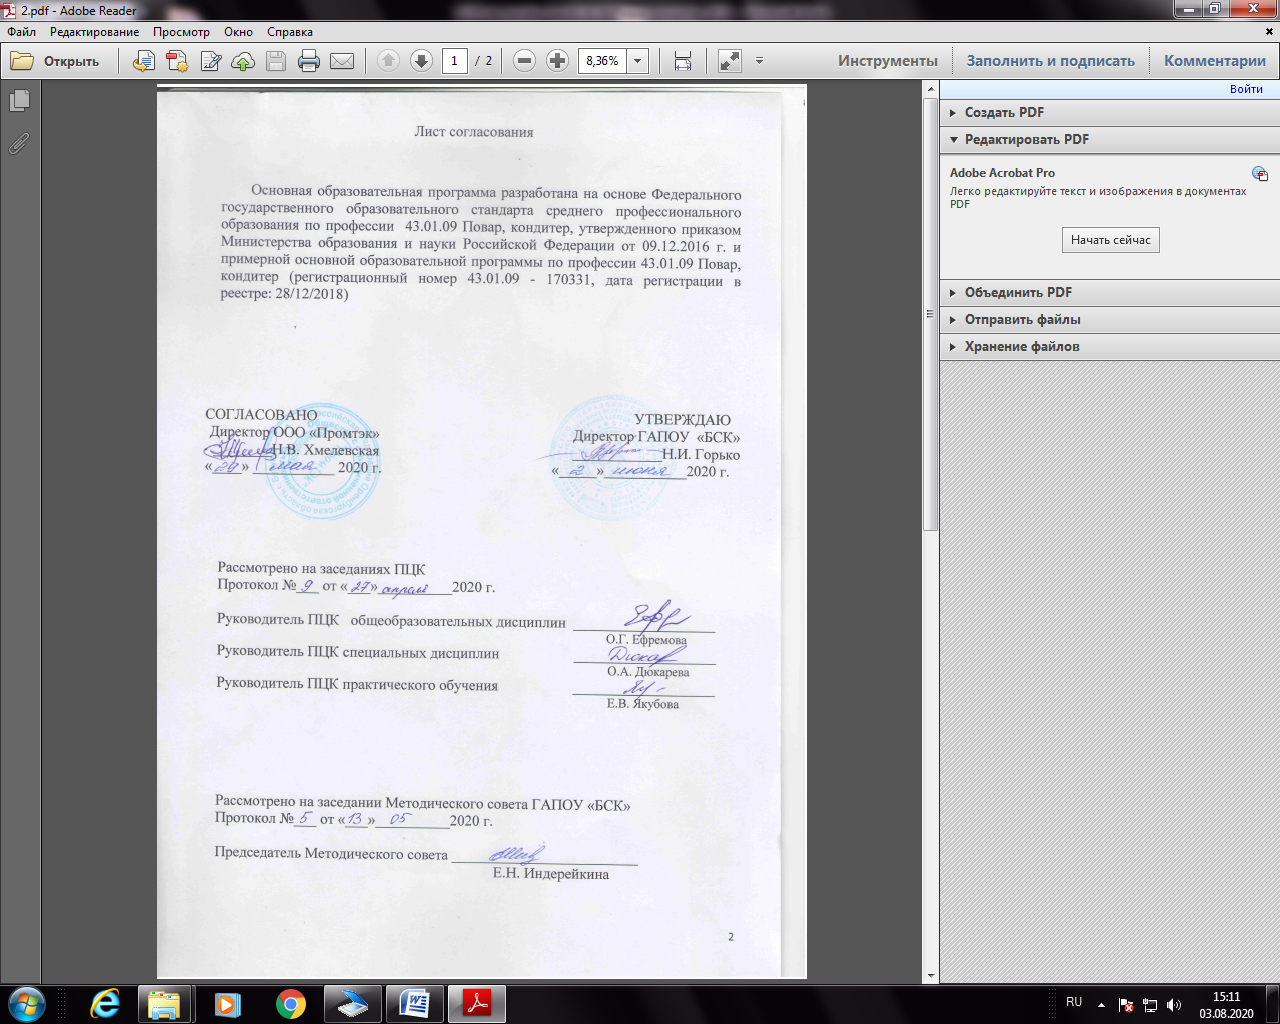 2.pdf - Adobe Reader
Файл Редактирование Просмотр Окно Справка
Открыть 1 / 2 8,36% Инструменты Заполнить и подписать Комментарии
Войти
Создать PDF
Редактировать PDF
Adobe Acrobat Pro
Легко редактируйте текст и изображения в документах
PDF
Начать сейчас
Объединить PDF
Отправить файлы
Хранение файлов
Лист согласования
Основная образовательная программа разработана на основе Федерального
государственного образовательного стандарта среднего профессионального
образования по профессии 43.01.09 Повар, кондитер, утвержденного приказом
Министерства образования и науки Российской Федерации от 09.12.2016 г. и
примерной основной образовательной программы по профессии 43.01.09 Повар,
кондитер (регистрационный номер 43.01.09 - 170331, дата регистрации в
реестре: 28/12/2018)
СОГЛАСОВАНО
Директор ООО «Промтэк»
Н.В. Хмелевская
«29» мая 2020 г.
УТВЕРЖДАЮ
Директор ГАПОУ «БСК»
Н.И. Горько
«2» июня 2020 г.
Рассмотрено на заседаниях ПЦК
Протокол № 9 от «27» апреля 2020 г.
Руководитель ПЦК общеобразовательных дисциплин
О.Г. Ефремова
Руководитель ПЦК специальных дисциплин
О.А. Дюкарева
Руководитель ПЦК практического обучения
Е.В. Якубова
Рассмотрено на заседании Методического совета ГАПОУ «БСК»
Протокол № 5 от «13» 05 2020 г.
Председатель Методического совета
Е.Н. Индерейкина
2
RU 15:11
03.08.2020